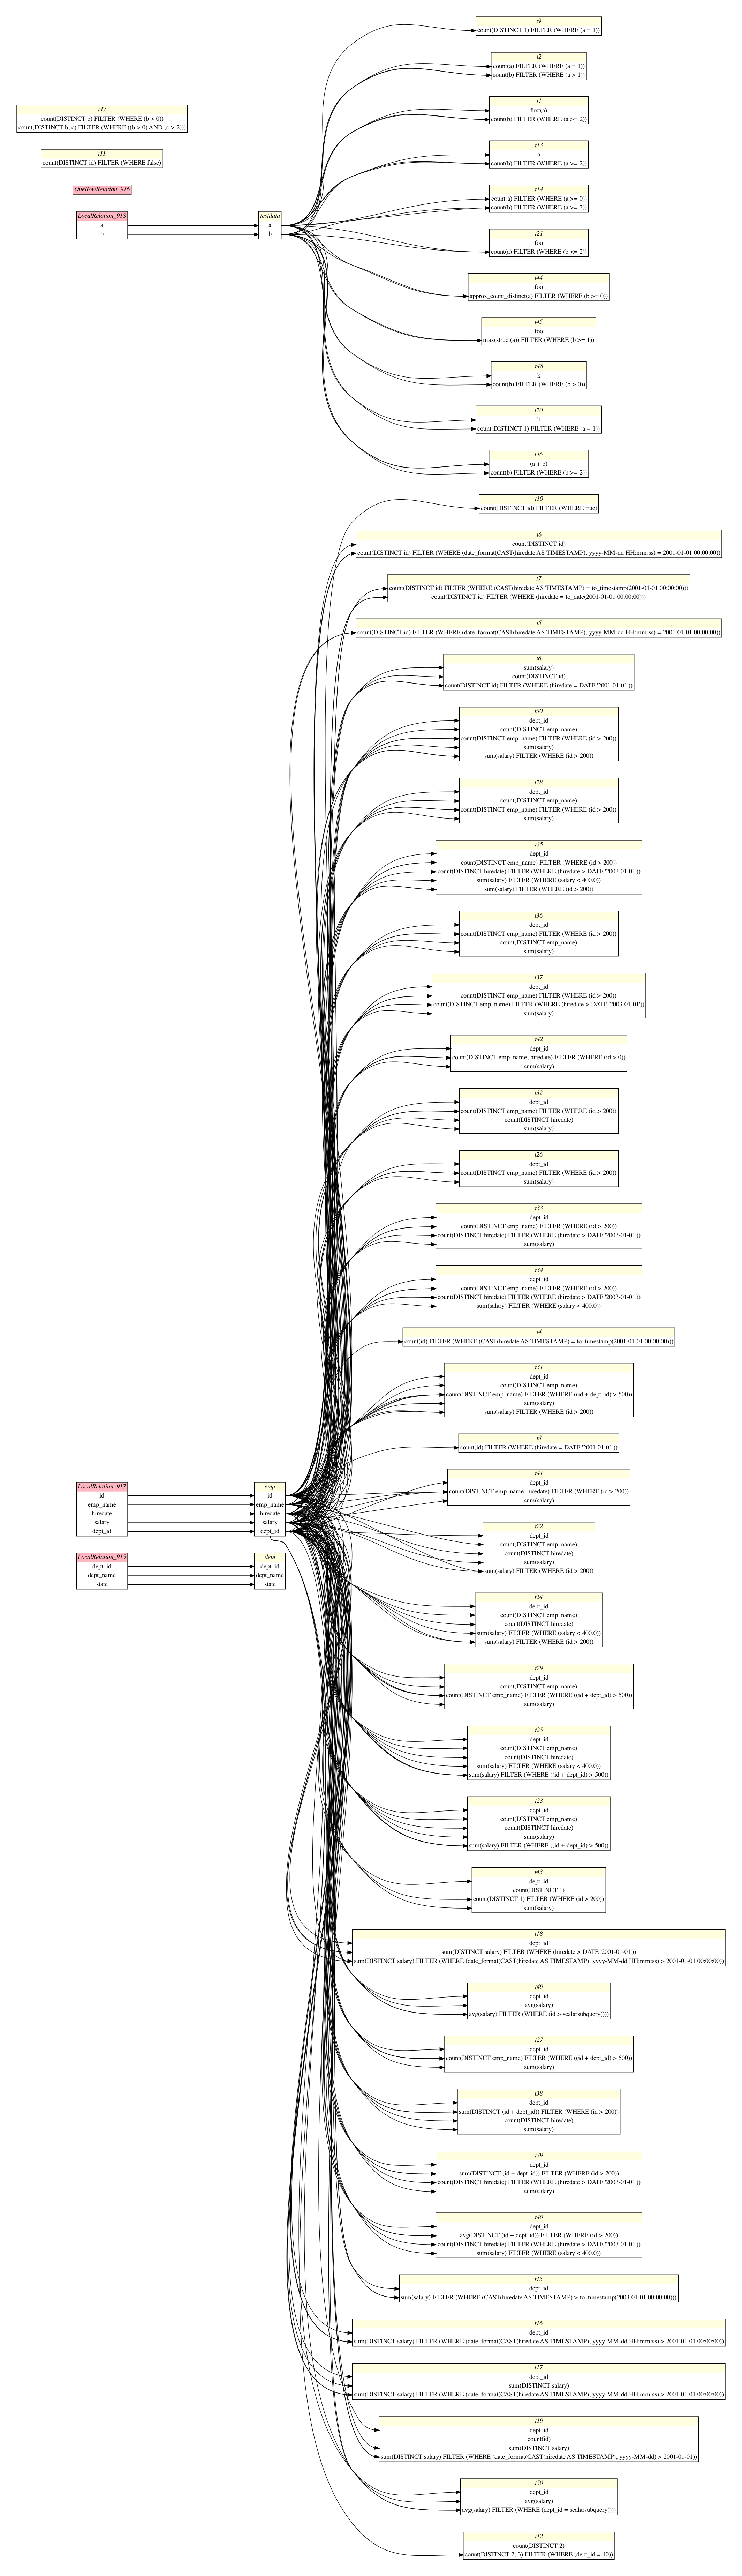 t47
count(DISTINCT b) FILTER (WHERE (b > 0))
count(DISTINCT b, c) FILTER (WHERE ((b > 0) AND (c > 2)))
t11
count(DISTINCT id) FILTER (WHERE false)
OneRowRelation_916
LocalRelation_918
a
b
testdata
a
b
t9
count(DISTINCT 1) FILTER (WHERE (a = 1))
t2
count(a) FILTER (WHERE (a = 1))
count(b) FILTER (WHERE (a > 1))
t1
first(a)
count(b) FILTER (WHERE (a >= 2))
t13
a
count(b) FILTER (WHERE (a >= 2))
t14
count(a) FILTER (WHERE (a >= 0))
count(b) FILTER (WHERE (a >= 3))
t21
foo
count(a) FILTER (WHERE (b <= 2))
t44
foo
approx_count_distinct(a) FILTER (WHERE (b >= 0))
t45
foo
max(struct(a)) FILTER (WHERE (b >= 1))
t48
k
count(b) FILTER (WHERE (b > 0))
t20
b
count(DISTINCT 1) FILTER (WHERE (a = 1))
t46
(a + b)
count(b) FILTER (WHERE (b >= 2))
t10
count(DISTINCT id) FILTER (WHERE true)
t6
count(DISTINCT id)
count(DISTINCT id) FILTER (WHERE (date_format(CAST(hiredate AS TIMESTAMP), yyyy-MM-dd HH:mm:ss) = 2001-01-01 00:00:00))
t7
count(DISTINCT id) FILTER (WHERE (CAST(hiredate AS TIMESTAMP) = to_timestamp(2001-01-01 00:00:00)))
count(DISTINCT id) FILTER (WHERE (hiredate = to_date(2001-01-01 00:00:00)))
t5
count(DISTINCT id) FILTER (WHERE (date_format(CAST(hiredate AS TIMESTAMP), yyyy-MM-dd HH:mm:ss) = 2001-01-01 00:00:00))
t8
sum(salary)
count(DISTINCT id)
count(DISTINCT id) FILTER (WHERE (hiredate = DATE '2001-01-01'))
t30
dept_id
count(DISTINCT emp_name)
count(DISTINCT emp_name) FILTER (WHERE (id > 200))
sum(salary)
sum(salary) FILTER (WHERE (id > 200))
t28
dept_id
count(DISTINCT emp_name)
count(DISTINCT emp_name) FILTER (WHERE (id > 200))
sum(salary)
t35
dept_id
count(DISTINCT emp_name) FILTER (WHERE (id > 200))
count(DISTINCT hiredate) FILTER (WHERE (hiredate > DATE '2003-01-01'))
sum(salary) FILTER (WHERE (salary < 400.0))
sum(salary) FILTER (WHERE (id > 200))
t36
dept_id
count(DISTINCT emp_name) FILTER (WHERE (id > 200))
count(DISTINCT emp_name)
sum(salary)
t37
dept_id
count(DISTINCT emp_name) FILTER (WHERE (id > 200))
count(DISTINCT emp_name) FILTER (WHERE (hiredate > DATE '2003-01-01'))
sum(salary)
t42
dept_id
count(DISTINCT emp_name, hiredate) FILTER (WHERE (id > 0))
sum(salary)
t32
dept_id
count(DISTINCT emp_name) FILTER (WHERE (id > 200))
count(DISTINCT hiredate)
sum(salary)
t26
dept_id
count(DISTINCT emp_name) FILTER (WHERE (id > 200))
sum(salary)
t33
dept_id
count(DISTINCT emp_name) FILTER (WHERE (id > 200))
count(DISTINCT hiredate) FILTER (WHERE (hiredate > DATE '2003-01-01'))
sum(salary)
t34
dept_id
count(DISTINCT emp_name) FILTER (WHERE (id > 200))
count(DISTINCT hiredate) FILTER (WHERE (hiredate > DATE '2003-01-01'))
sum(salary) FILTER (WHERE (salary < 400.0))
t4
count(id) FILTER (WHERE (CAST(hiredate AS TIMESTAMP) = to_timestamp(2001-01-01 00:00:00)))
t31
dept_id
count(DISTINCT emp_name)
count(DISTINCT emp_name) FILTER (WHERE ((id + dept_id) > 500))
sum(salary)
sum(salary) FILTER (WHERE (id > 200))
t3
count(id) FILTER (WHERE (hiredate = DATE '2001-01-01'))
LocalRelation_917
id
emp_name
hiredate
salary
dept_id
emp
id
emp_name
hiredate
salary
dept_id
LocalRelation_915
dept_id
dept_name
state
dept
dept_id
dept_name
state
t41
dept_id
count(DISTINCT emp_name, hiredate) FILTER (WHERE (id > 200))
sum(salary)
t22
dept_id
count(DISTINCT emp_name)
count(DISTINCT hiredate)
sum(salary)
sum(salary) FILTER (WHERE (id > 200))
t24
dept_id
count(DISTINCT emp_name)
count(DISTINCT hiredate)
sum(salary) FILTER (WHERE (salary < 400.0))
sum(salary) FILTER (WHERE (id > 200))
t29
dept_id
count(DISTINCT emp_name)
count(DISTINCT emp_name) FILTER (WHERE ((id + dept_id) > 500))
sum(salary)
t25
dept_id
count(DISTINCT emp_name)
count(DISTINCT hiredate)
sum(salary) FILTER (WHERE (salary < 400.0))
sum(salary) FILTER (WHERE ((id + dept_id) > 500))
t23
dept_id
count(DISTINCT emp_name)
count(DISTINCT hiredate)
sum(salary)
sum(salary) FILTER (WHERE ((id + dept_id) > 500))
t43
dept_id
count(DISTINCT 1)
count(DISTINCT 1) FILTER (WHERE (id > 200))
sum(salary)
t18
dept_id
sum(DISTINCT salary) FILTER (WHERE (hiredate > DATE '2001-01-01'))
sum(DISTINCT salary) FILTER (WHERE (date_format(CAST(hiredate AS TIMESTAMP), yyyy-MM-dd HH:mm:ss) > 2001-01-01 00:00:00))
t49
dept_id
avg(salary)
avg(salary) FILTER (WHERE (id > scalarsubquery()))
t27
dept_id
count(DISTINCT emp_name) FILTER (WHERE ((id + dept_id) > 500))
sum(salary)
t38
dept_id
sum(DISTINCT (id + dept_id)) FILTER (WHERE (id > 200))
count(DISTINCT hiredate)
sum(salary)
t39
dept_id
sum(DISTINCT (id + dept_id)) FILTER (WHERE (id > 200))
count(DISTINCT hiredate) FILTER (WHERE (hiredate > DATE '2003-01-01'))
sum(salary)
t40
dept_id
avg(DISTINCT (id + dept_id)) FILTER (WHERE (id > 200))
count(DISTINCT hiredate) FILTER (WHERE (hiredate > DATE '2003-01-01'))
sum(salary) FILTER (WHERE (salary < 400.0))
t15
dept_id
sum(salary) FILTER (WHERE (CAST(hiredate AS TIMESTAMP) > to_timestamp(2003-01-01 00:00:00)))
t16
dept_id
sum(DISTINCT salary) FILTER (WHERE (date_format(CAST(hiredate AS TIMESTAMP), yyyy-MM-dd HH:mm:ss) > 2001-01-01 00:00:00))
t17
dept_id
sum(DISTINCT salary)
sum(DISTINCT salary) FILTER (WHERE (date_format(CAST(hiredate AS TIMESTAMP), yyyy-MM-dd HH:mm:ss) > 2001-01-01 00:00:00))
t19
dept_id
count(id)
sum(DISTINCT salary)
sum(DISTINCT salary) FILTER (WHERE (date_format(CAST(hiredate AS TIMESTAMP), yyyy-MM-dd) > 2001-01-01))
t50
dept_id
avg(salary)
avg(salary) FILTER (WHERE (dept_id = scalarsubquery()))
t12
count(DISTINCT 2)
count(DISTINCT 2, 3) FILTER (WHERE (dept_id = 40))